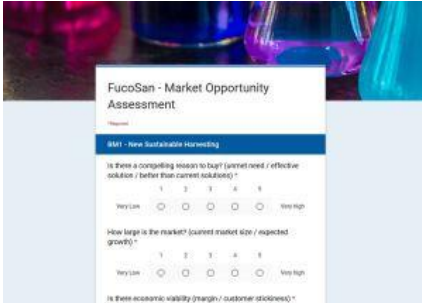 FucoSan - Market Opportunity
Assessment
*Required
BM1 - New Sustainable Harvesting
Is there a compelling reason to buy? (unmet need / effective
solution / better than current solutions) *
1 2 3 4 5
Very Low Very High
How large is the market? (current market size / expected
growth) *
1 2 3 4 5
Very Low Very High
Is there economic viability (margin / customer stickiness) *